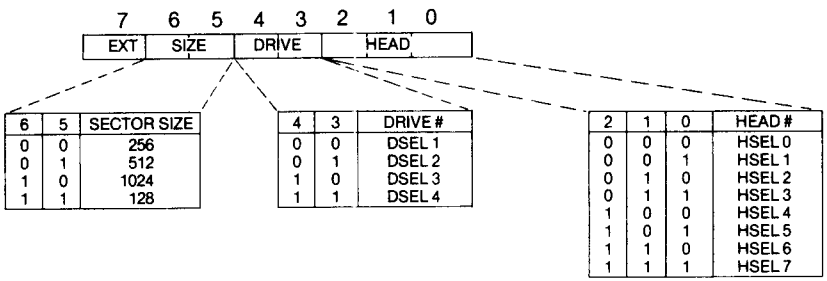 7 6 5 4 3 2 1 0
EXT SIZE DRIVE HEAD
6 5 SECTOR SIZE
0 0 256
0 1 512
1 0 1024
1 1 128
4 3 DRIVE #
0 0 DSEL 1
0 1 DSEL 2
1 0 DSEL 3
1 1 DSEL 4
2 1 0 HEAD #
0 0 0 HSEL 0
0 0 1 HSEL 1
0 1 0 HSEL 2
0 1 1 HSEL 3
1 0 0 HSEL 4
1 0 1 HSEL 5
1 1 0 HSEL 6
1 1 1 HSEL 7